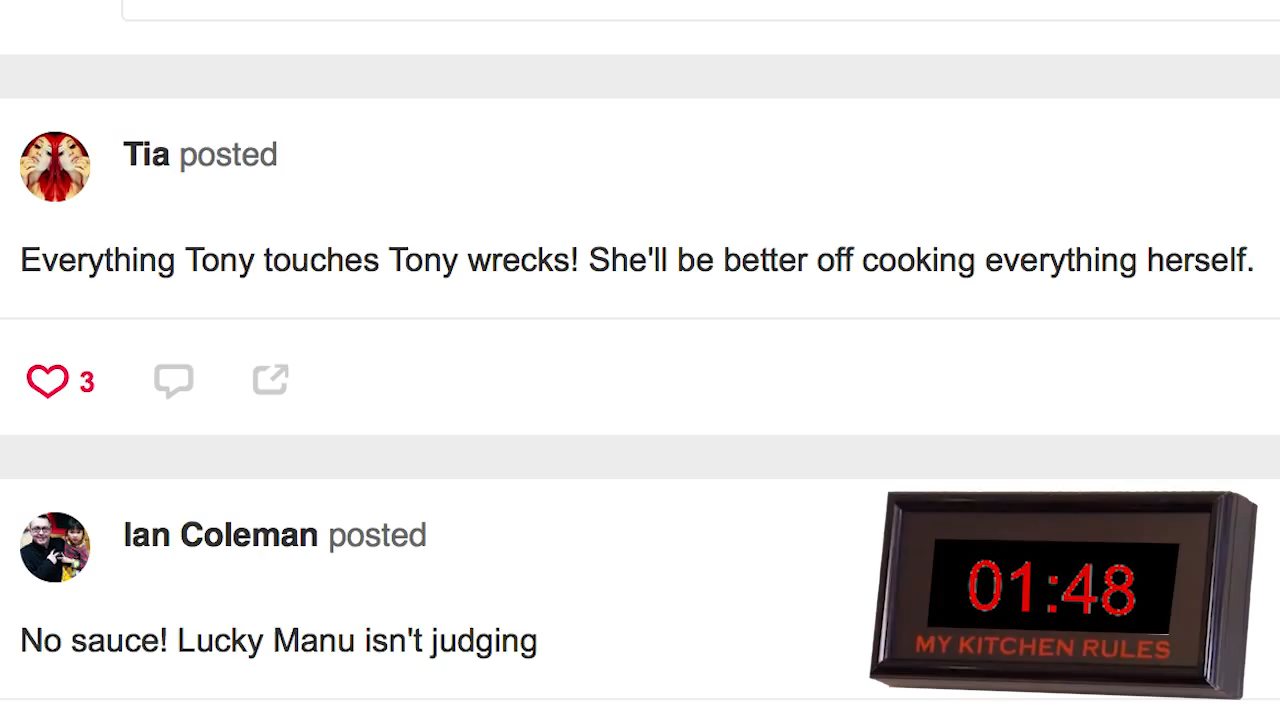 Tia posted
Everything Tony touches Tony wrecks! She'll be better off cooking everything herself.
3
Ian Coleman posted
No sauce! Lucky Manu isn't judging
01:48
MY KITCHEN RULES